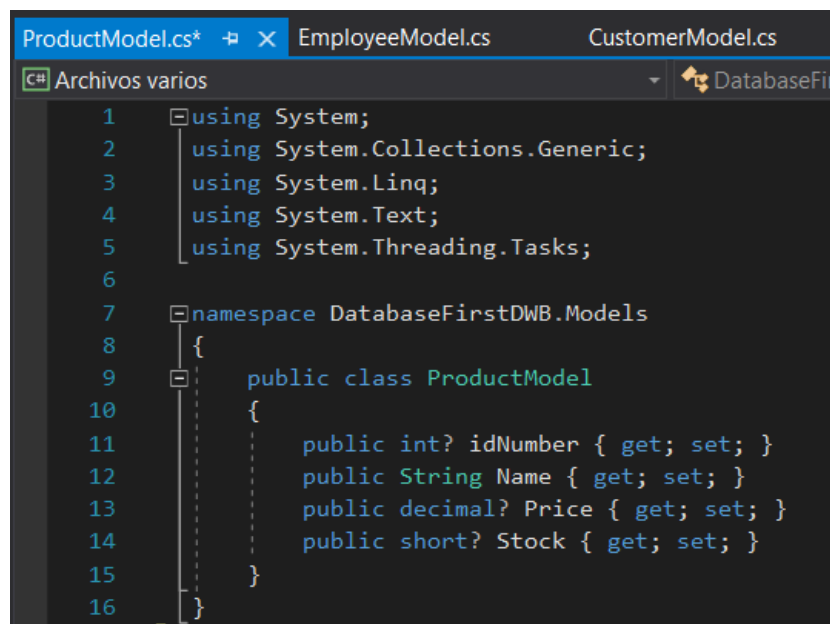 ProductModel.cs* EmployeeModel.cs CustomerModel.cs
C# Archivos varios
1 using System;
2 using System.Collections.Generic;
3 using System.Linq;
4 using System.Text;
5 using System.Threading.Tasks;
6
7 namespace DatabaseFirstDWB.Models
8 {
9 public class ProductModel
10 {
11 public int? idNumber { get; set; }
12 public String Name { get; set; }
13 public decimal? Price { get; set; }
14 public short? Stock { get; set; }
15 }
16 }